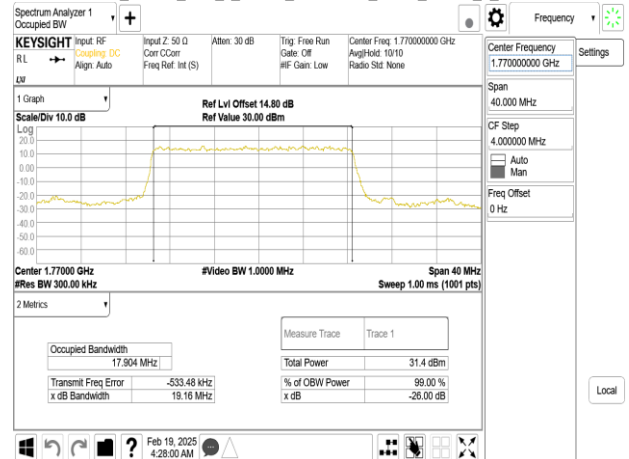 Spectrum Analyzer 1
Occupied BW
Frequency
KEYSIGHT
RL
LXI
Input: RF
Coupling: DC
Align: Auto
Input Z: 50 Ω
Corr CCorr
Freq Ref: Int (S)
Atten: 30 dB
Trig: Free Run
Gate: Off
#IF Gain: Low
Center Freq: 1.770000000 GHz
Avg|Hold: 10/10
Radio Std: None
Center Frequency
1.770000000 GHz
Settings
Span
40.000 MHz
CF Step
4.000000 MHz
Auto
Man
Freq Offset
0 Hz
Local
1 Graph
Scale/Div 10.0 dB
Ref Lvl Offset 14.80 dB
Ref Value 30.00 dBm
Log
20.0
10.0
0.00
-10.0
-20.0
-30.0
-40.0
-50.0
-60.0
Center 1.77000 GHz
#Res BW 300.00 kHz
#Video BW 1.0000 MHz
Span 40 MHz
Sweep 1.00 ms (1001 pts)
2 Metrics
Measure Trace Trace 1
Occupied Bandwidth
17.904 MHz
Total Power 31.4 dBm
Transmit Freq Error -533.48 kHz
% of OBW Power 99.00 %
x dB Bandwidth 19.16 MHz
x dB -26.00 dB
Feb 19, 2025
4:28:00 AM